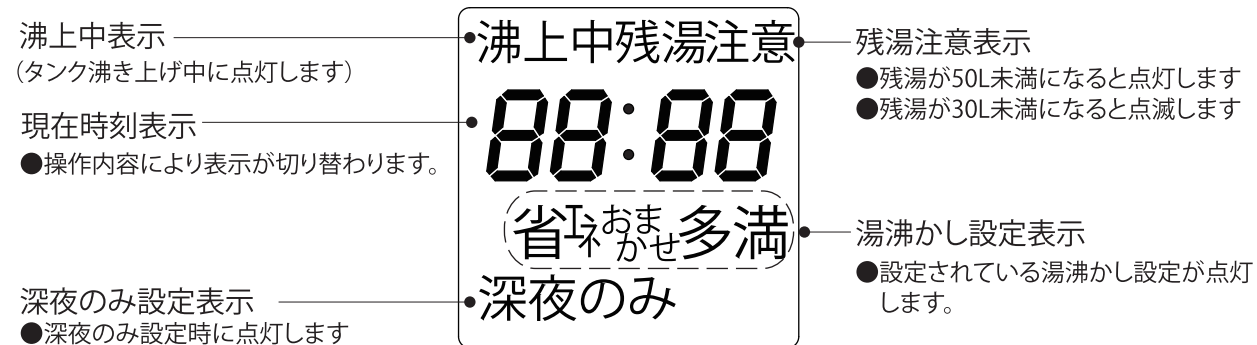 沸上中表示
（タンク沸き上げ中に点灯します）
現在時刻表示
●操作内容により表示が切り替わります。
深夜のみ設定表示
●深夜のみ設定時に点灯します
沸上中残湯注意
88:88
省エネおまかせ多満
深夜のみ
残湯注意表示
●残湯が50L未満になると点灯します
●残湯が30L未満になると点滅します
湯沸かし設定表示
●設定されている湯沸かし設定が点灯
します。